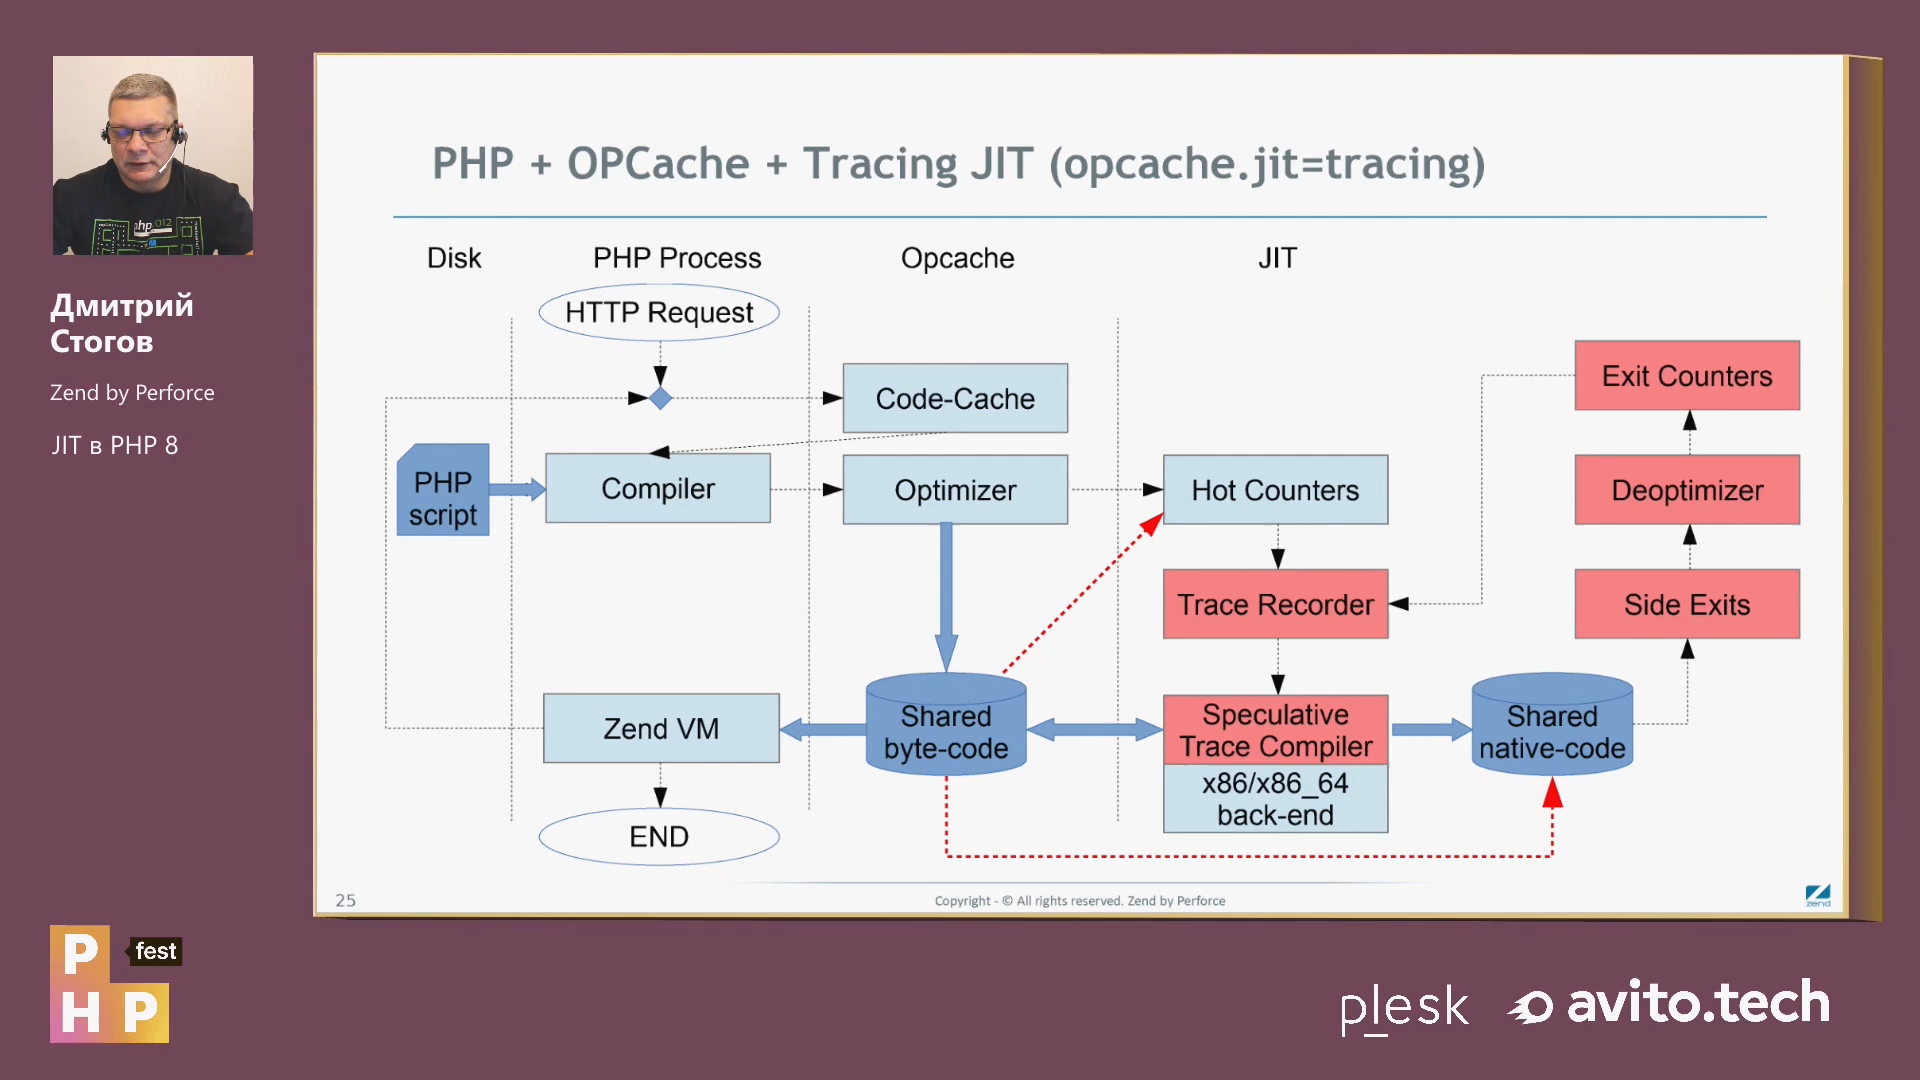 Дмитрий
Стогов
Zend by Perforce
JIT в PHP 8
PHP + OPCache + Tracing JIT (opcache.jit=tracing)
Disk
PHP Process
Opcache
JIT
HTTP Request
Code-Cache
Exit Counters
PHP
script
Compiler
Optimizer
Hot Counters
Deoptimizer
Trace Recorder
Side Exits
Zend VM
Shared
byte-code
Speculative
Trace Compiler
x86/x86_64
back-end
Shared
native-code
END
25
Copyright - © All rights reserved. Zend by Perforce
zend
P fest
H P
plesk
avito.tech
php 012